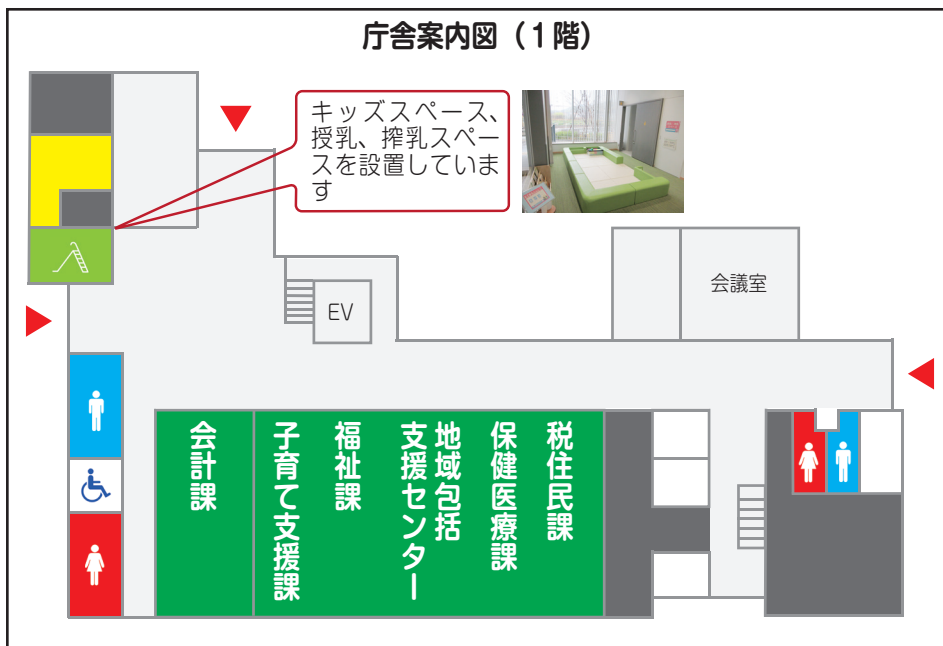 庁舎案内図（1階）
キッズスペース、
授乳、搾乳スペー
スを設置していま
す
EV
会議室
会計課
子育て支援課
福祉課
地域包括
支援センター
保健医療課
税住民課